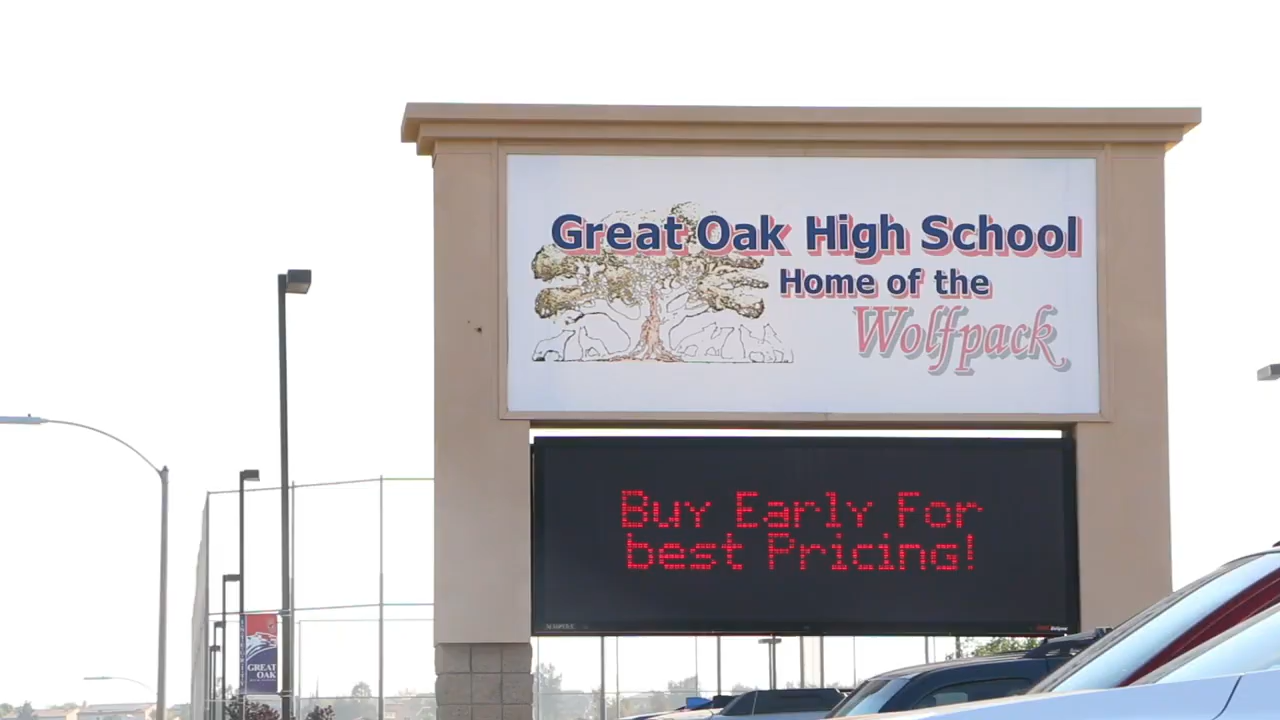 Great Oak High School
Home of the
Wolfpack
Buy Early For
best Pricing!
GREAT
OAK